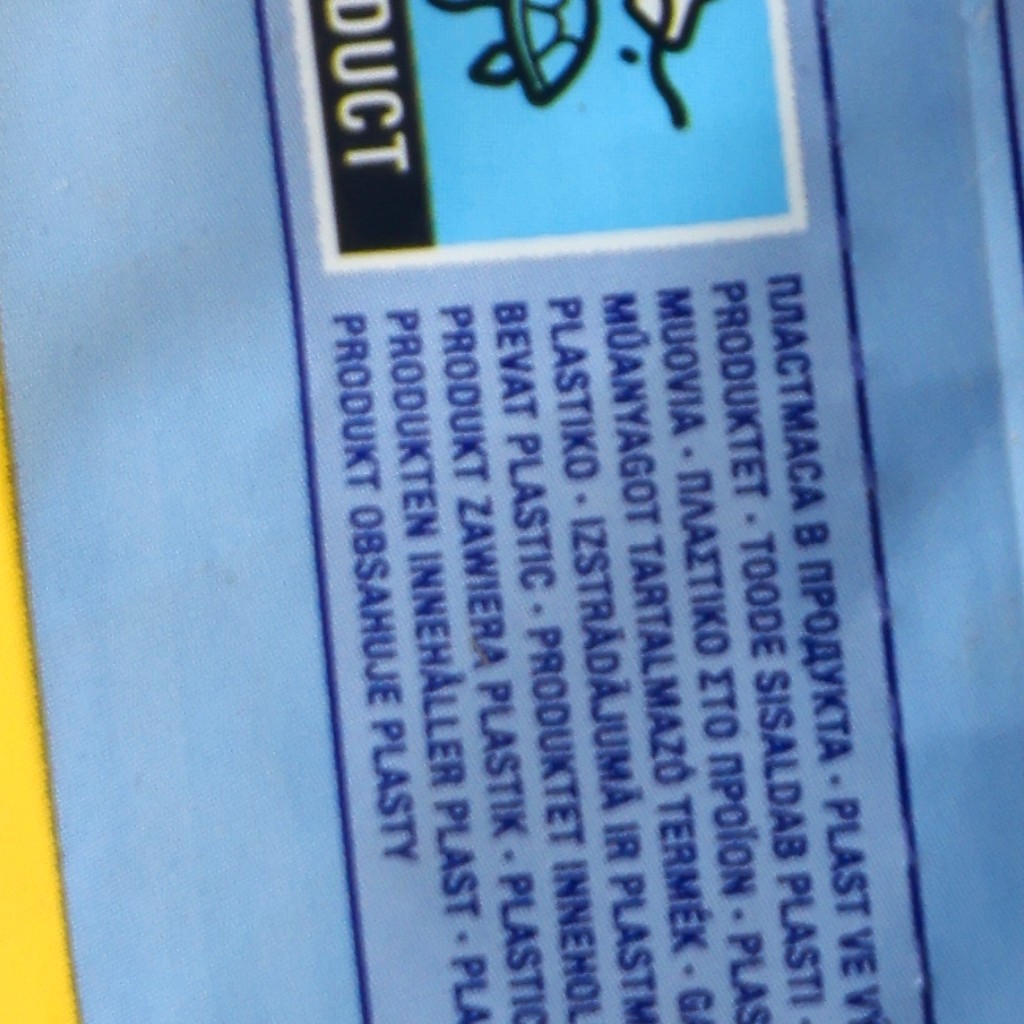 DUCT
ПЛАСТМАСА В ПРОДУКТА · PLAST VE
PRODUKTET · TOODE SISALDAB PLASTI ·
MUOVIA · ΠΛΑΣΤΙΚΟ ΣΤΟ ΠΡΟΪΟΝ · PLAS
MŰANYAGOT TARTALMAZÓ TERMÉK · GA
PLASTIKO · IZSTRĀDĀJUMĀ IR PLASTM
BEVAT PLASTIC · PRODUKTET INNEHOL
PRODUKT ZAWIERA PLASTIK · PLASTIC
PRODUKTEN INNEHÅLLER PLAST · PLA
PRODUKT OBSAHUJE PLASTY